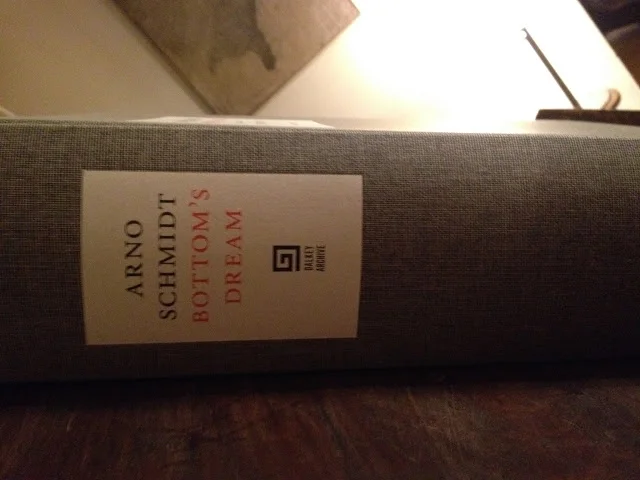 ARNO
SCHMIDT
BOTTOM'S
DREAM
DALKEY
ARCHIVE